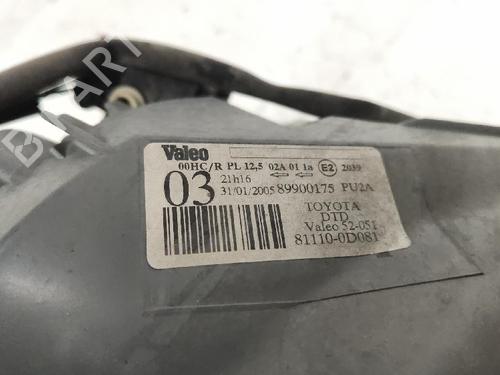 Valeo
00HC/R PL 12,5 02A 01 1a E2 2039
03 21h16
31/01/2005 89900175 PU2A
TOYOTA
DTD
Valeo 52-051
81110-0D081